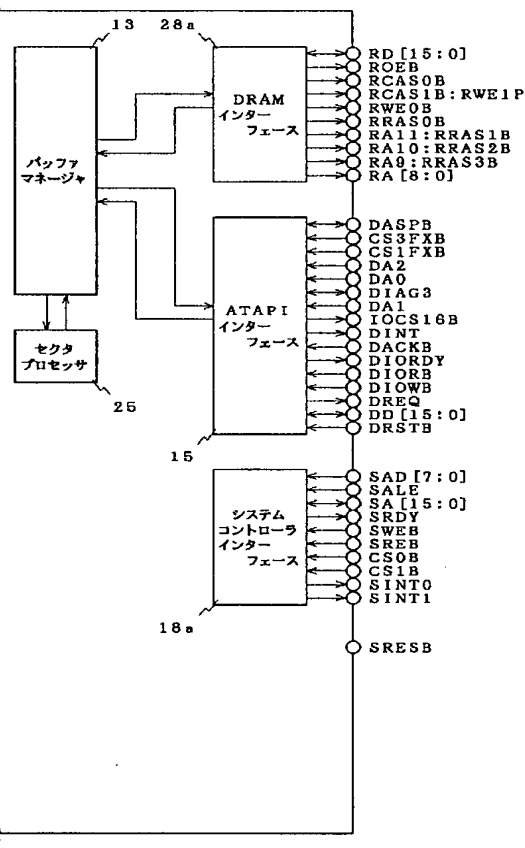 13
28a
バッファ
マネージャ
セクタ
プロセッサ
25
DRAM
インター
フェース
RD[15:0]
ROEB
RCAS0B
RCAS1B:RWE1P
RWE0B
RRAS0B
RA11:RRAS1B
RA10:RRAS2B
RA9:RRAS3B
RA[8:0]
ATAPI
インター
フェース
15
DASPB
CS3FXB
CS1FXB
DA2
DA0
DIAG3
DA1
IOCS16B
DINT
DACKB
DIORDY
DIORB
DIOWB
DREQ
DD[15:0]
DRSTB
システム
コントローラ
インター
フェース
18a
SAD[7:0]
SALE
SA[15:0]
SRDY
SWEB
SREB
CS0B
CS1B
SINT0
SINT1
SRESB